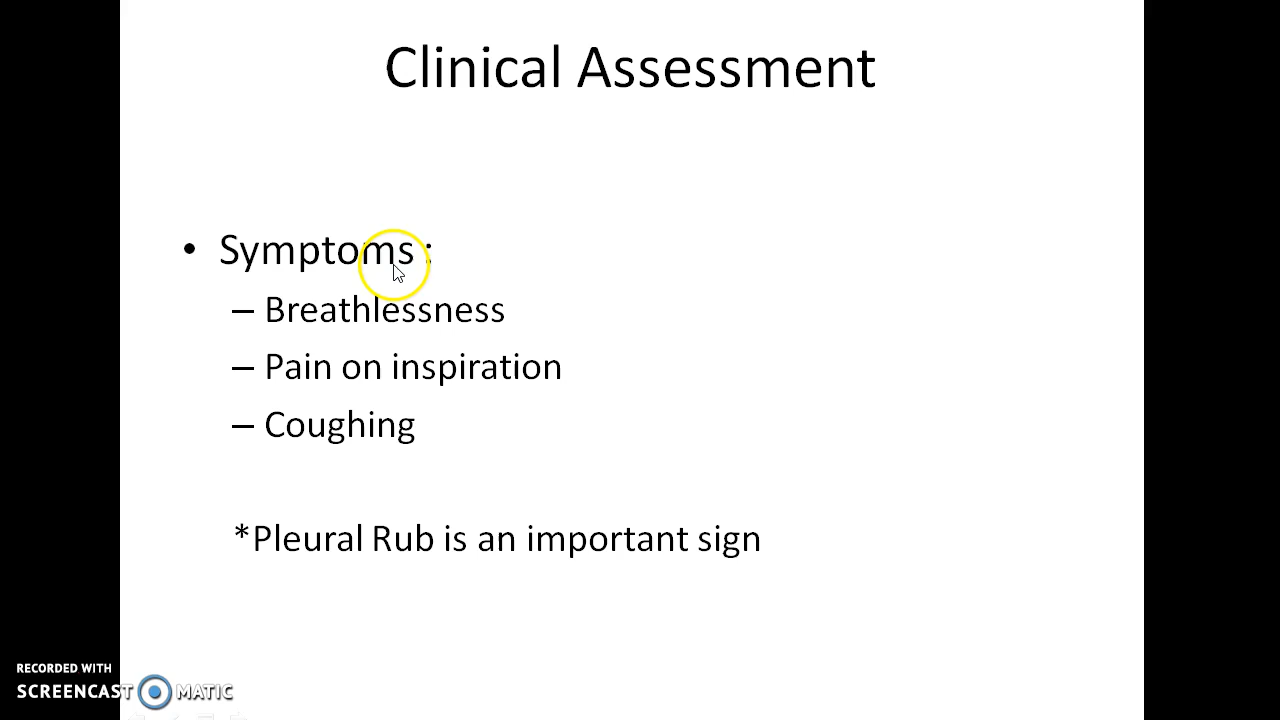 Clinical Assessment
• Symptoms :
– Breathlessness
– Pain on inspiration
– Coughing
*Pleural Rub is an important sign
RECORDED WITH
SCREENCAST MATIC